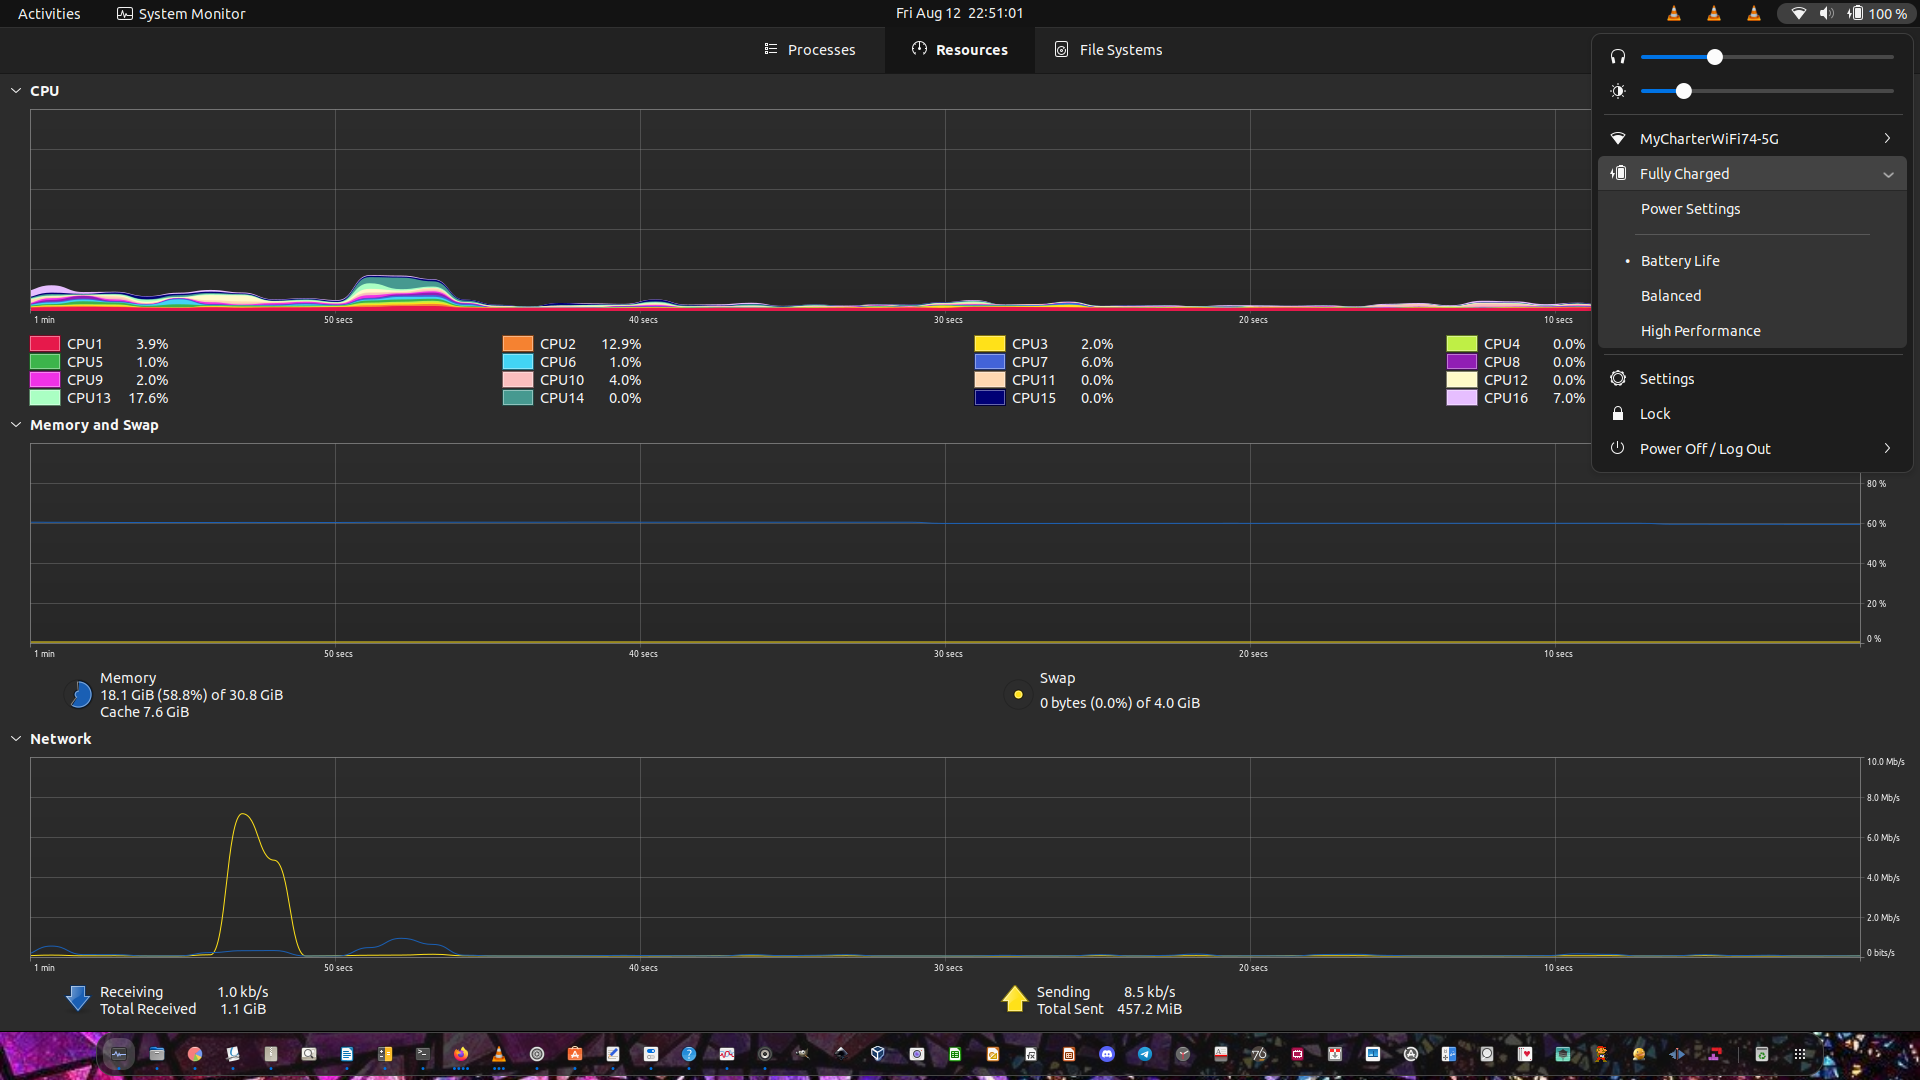 Activities
System Monitor
Fri Aug 12 22:51:01
100 %
Processes
Resources
File Systems
CPU
1 min
50 secs
40 secs
30 secs
20 secs
10 secs
CPU1 3.9%
CPU2 12.9%
CPU3 2.0%
CPU4 0.0%
CPU5 1.0%
CPU6 1.0%
CPU7 6.0%
CPU8 0.0%
CPU9 2.0%
CPU10 4.0%
CPU11 0.0%
CPU12 0.0%
CPU13 17.6%
CPU14 0.0%
CPU15 0.0%
CPU16 7.0%
MyCharterWiFi74-5G
Fully Charged
Power Settings
Battery Life
Balanced
High Performance
Settings
Lock
Power Off / Log Out
Memory and Swap
80 %
60 %
40 %
20 %
0 %
1 min
50 secs
40 secs
30 secs
20 secs
10 secs
Memory
18.1 GiB (58.8%) of 30.8 GiB
Cache 7.6 GiB
Swap
0 bytes (0.0%) of 4.0 GiB
Network
10.0 Mb/s
8.0 Mb/s
6.0 Mb/s
4.0 Mb/s
2.0 Mb/s
0 bits/s
1 min
50 secs
40 secs
30 secs
20 secs
10 secs
Receiving 1.0 kb/s
Total Received 1.1 GiB
Sending 8.5 kb/s
Total Sent 457.2 MiB
76